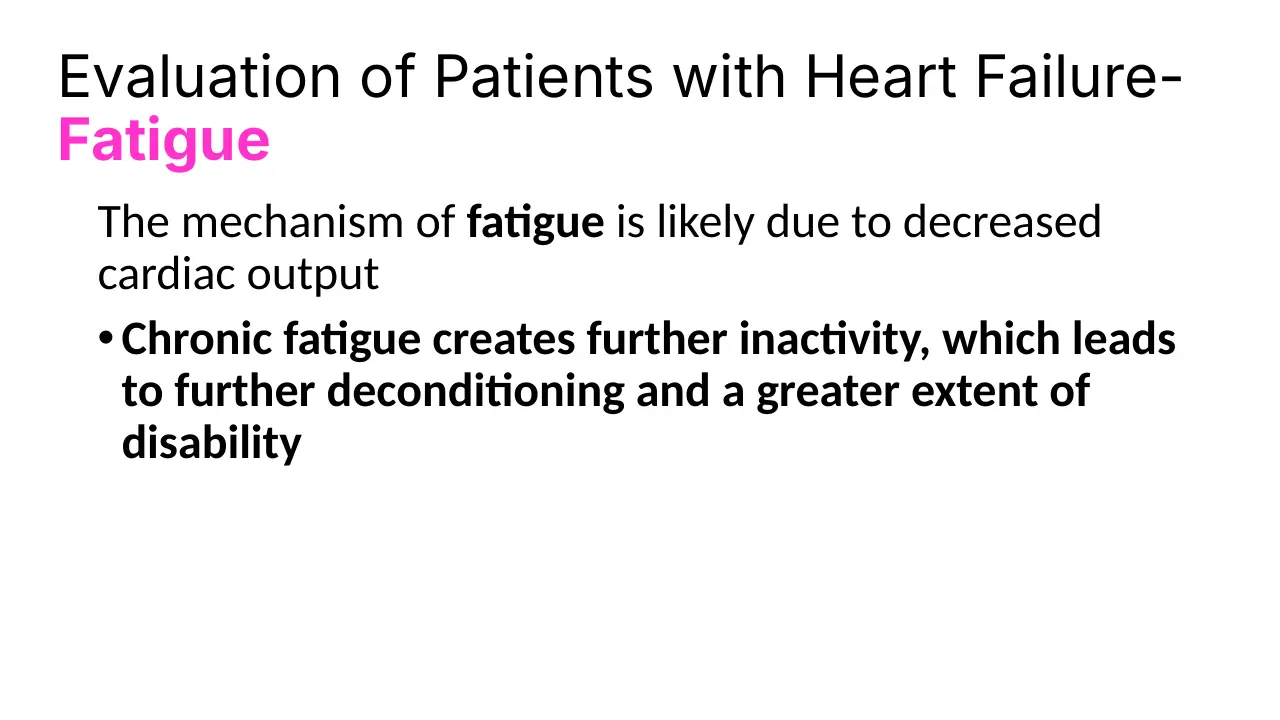 Evaluation of Patients with Heart Failure-
Fatigue
The mechanism of fatigue is likely due to decreased
cardiac output
• Chronic fatigue creates further inactivity, which leads
to further deconditioning and a greater extent of
disability